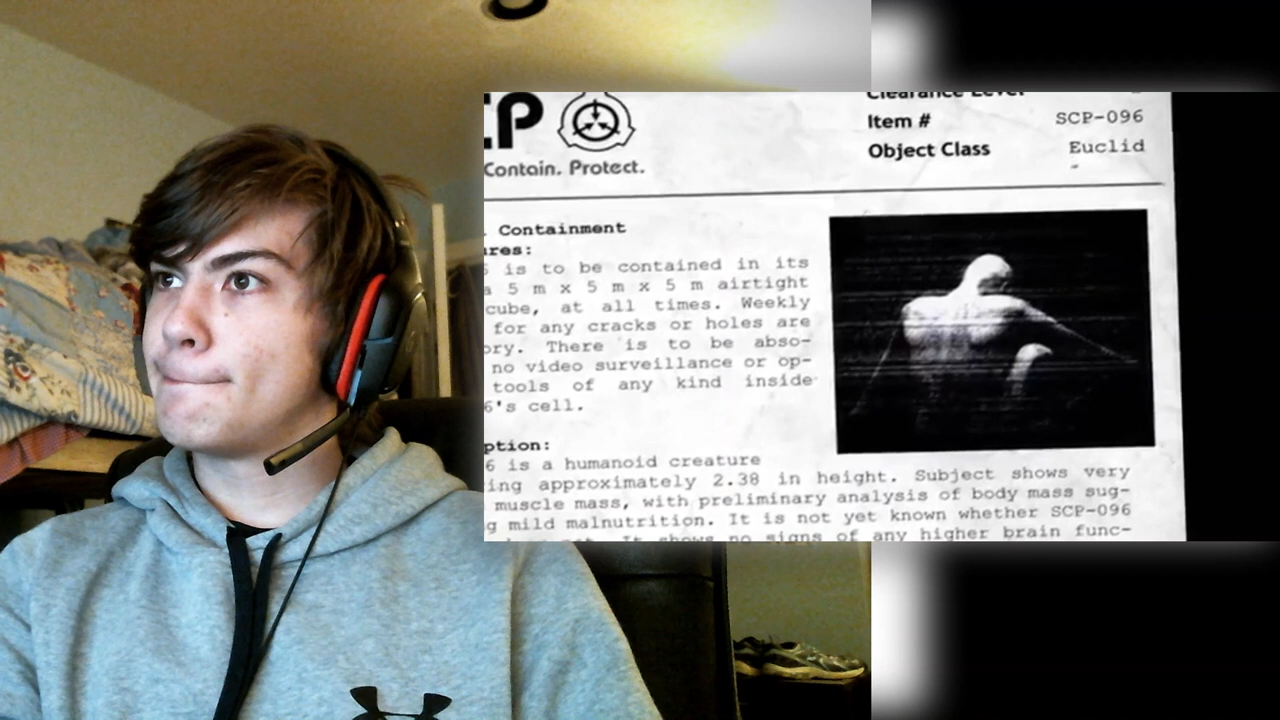 CP
Contain. Protect.
Clearance Level
Item # SCP-096
Object Class Euclid
Containment
ures:
is to be contained in its
a 5 m x 5 m x 5 m airtight
cube, at all times. Weekly
for any cracks or holes are
ory. There is to be abso-
no video surveillance or op-
tools of any kind inside
6's cell.
ption:
6 is a humanoid creature
ing approximately 2.38 in height. Subject shows very
muscle mass, with preliminary analysis of body mass sug-
g mild malnutrition. It is not yet known whether SCP-096
It shows no signs of any higher brain func-